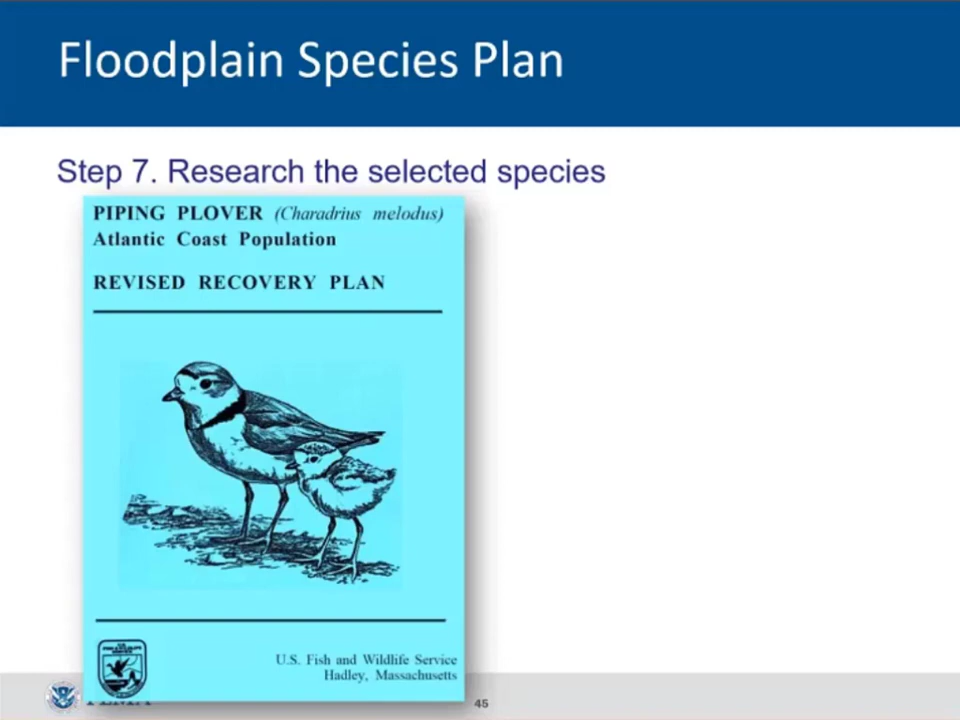 Floodplain Species Plan
Step 7. Research the selected species
PIPING PLOVER (Charadrius melodus)
Atlantic Coast Population
REVISED RECOVERY PLAN
U.S. Fish and Wildlife Service
Hadley, Massachusetts
45